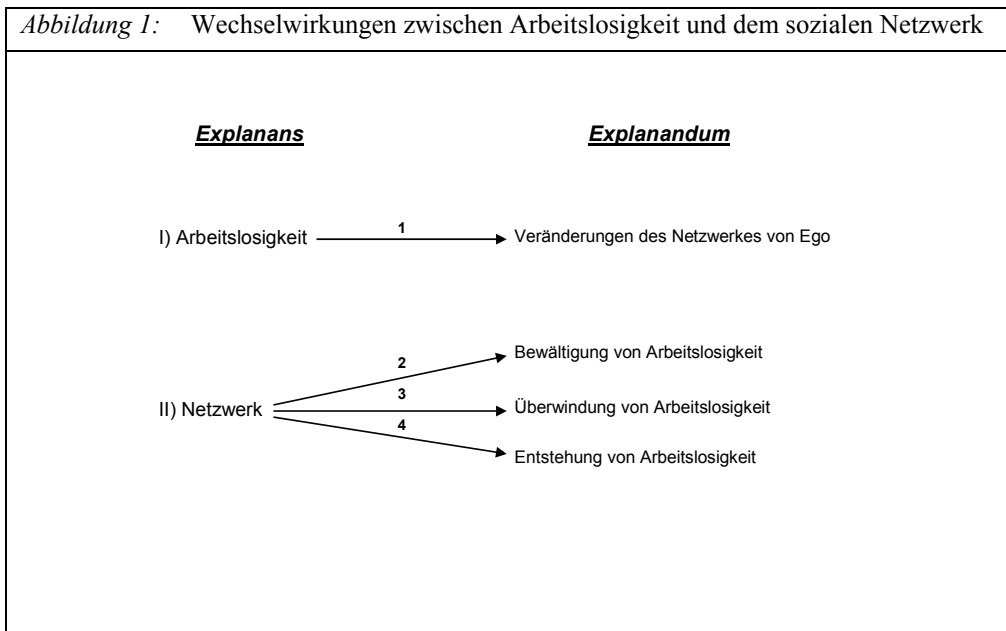 Abbildung 1: Wechselwirkungen zwischen Arbeitslosigkeit und dem sozialen Netzwerk
Explanans Explanandum
I) Arbeitslosigkeit 1 Veränderungen des Netzwerkes von Ego
2 Bewältigung von Arbeitslosigkeit
II) Netzwerk 3 Überwindung von Arbeitslosigkeit
4 Entstehung von Arbeitslosigkeit